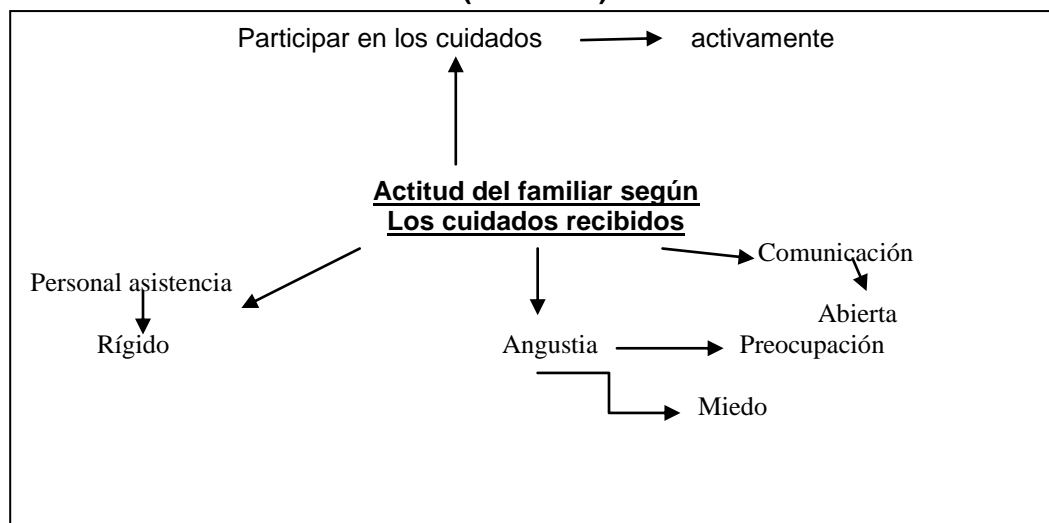 Participar en los cuidados activamente
Actitud del familiar según
Los cuidados recibidos
Comunicación
Personal asistencia
Abierta
Rígido Angustia Preocupación
Miedo